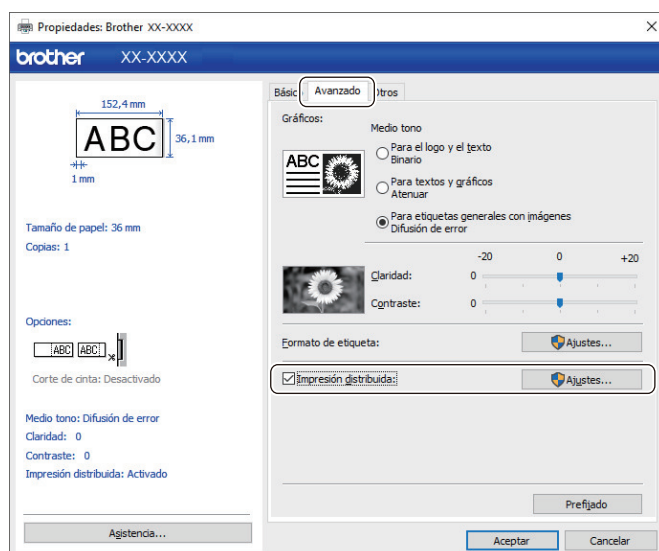 Propiedades: Brother XX-XXXX
brother XX-XXXX
152,4 mm
ABC
36,1 mm
1 mm
Tamaño de papel: 36 mm
Copias: 1
Opciones:
ABC ABC
Corte de cinta: Desactivado
Medio tono: Difusión de error
Claridad: 0
Contraste: 0
Impresión distribuida: Activado
Asistencia...
Avanzado
Gráficos:
ABC
Medio tono
Para el logo y el texto
Binario
Para textos y gráficos
Atenuar
Para etiquetas generales con imágenes
Difusión de error
-20 0 +20
Claridad: 0
Contraste: 0
Formato de etiqueta: Ajustes...
Impresión distribuida: Ajustes...
Prefijado
Aceptar Cancelar